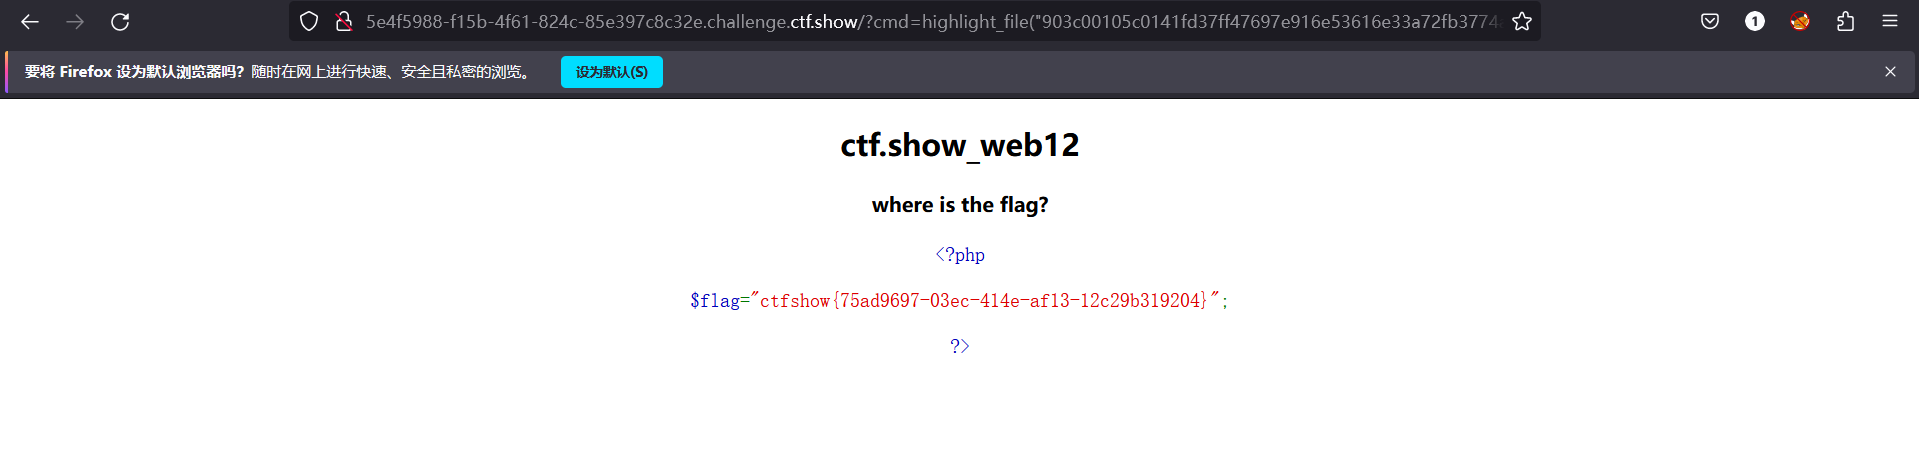 5e4f5988-f15b-4f61-824c-85e397c8c32e.challenge.ctf.show/?cmd=highlight_file("903c00105c0141fd37ff47697e916e53616e33a72fb3774
1
要将 Firefox 设为默认浏览器吗? 随时在网上进行快速、安全且私密的浏览。 设为默认(S)
ctf.show_web12
where is the flag?
<?php
$flag="ctfshow{75ad9697-03ec-414e-af13-12c29b319204}";
?>